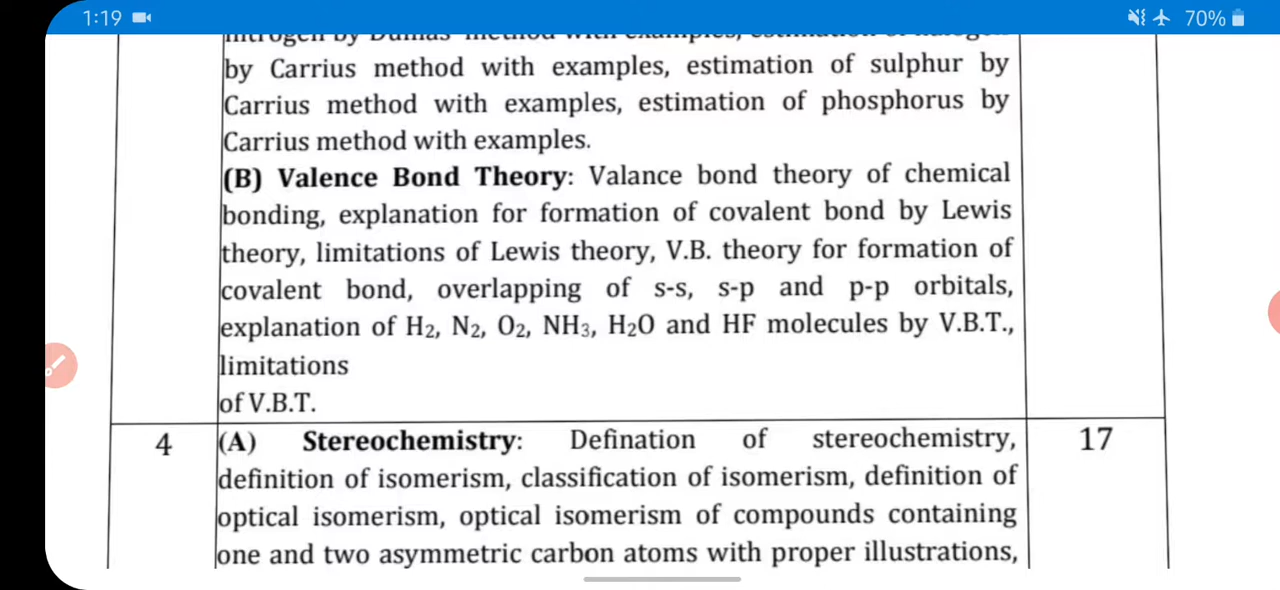 1:19
70%
by Carrius method with examples, estimation of sulphur by
Carrius method with examples, estimation of phosphorus by
Carrius method with examples.
(B) Valence Bond Theory: Valance bond theory of chemical
bonding, explanation for formation of covalent bond by Lewis
theory, limitations of Lewis theory, V.B. theory for formation of
covalent bond, overlapping of s-s, s-p and p-p orbitals,
explanation of H₂, N₂, O₂, NH₃, H₂O and HF molecules by V.B.T.,
limitations
of V.B.T.
4
(A) Stereochemistry: Defination of stereochemistry,
17
definition of isomerism, classification of isomerism, definition of
optical isomerism, optical isomerism of compounds containing
one and two asymmetric carbon atoms with proper illustrations,